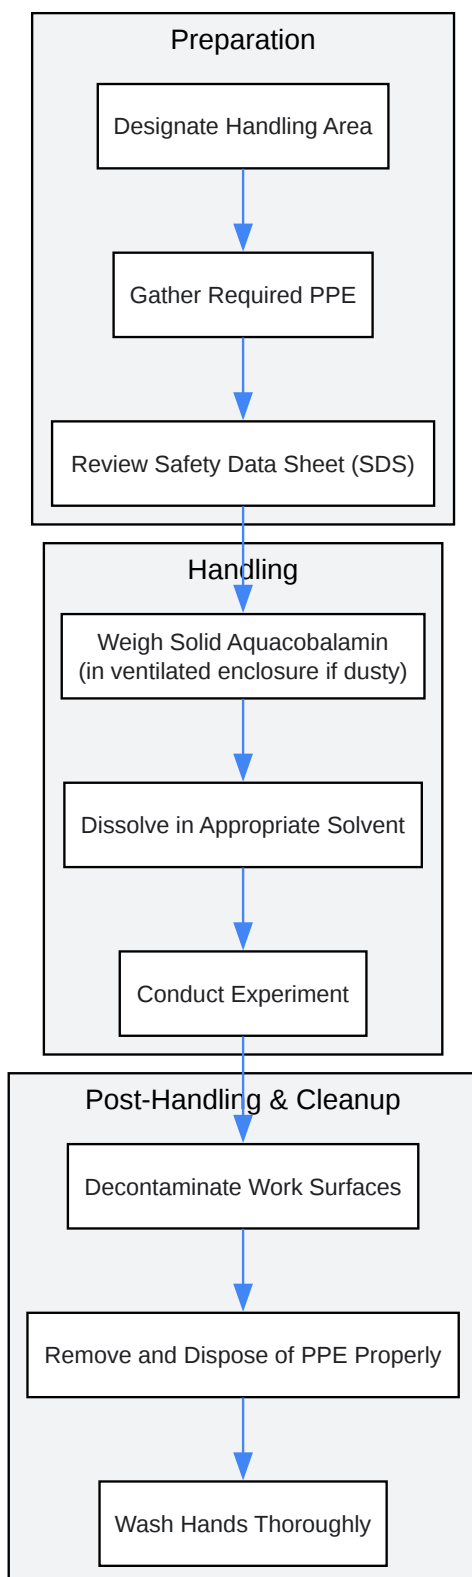 Preparation
Designate Handling Area
Gather Required PPE
Review Safety Data Sheet (SDS)
Handling
Weigh Solid Aquacobalamin
(in ventilated enclosure if dusty)
Dissolve in Appropriate Solvent
Conduct Experiment
Post-Handling & Cleanup
Decontaminate Work Surfaces
Remove and Dispose of PPE Properly
Wash Hands Thoroughly